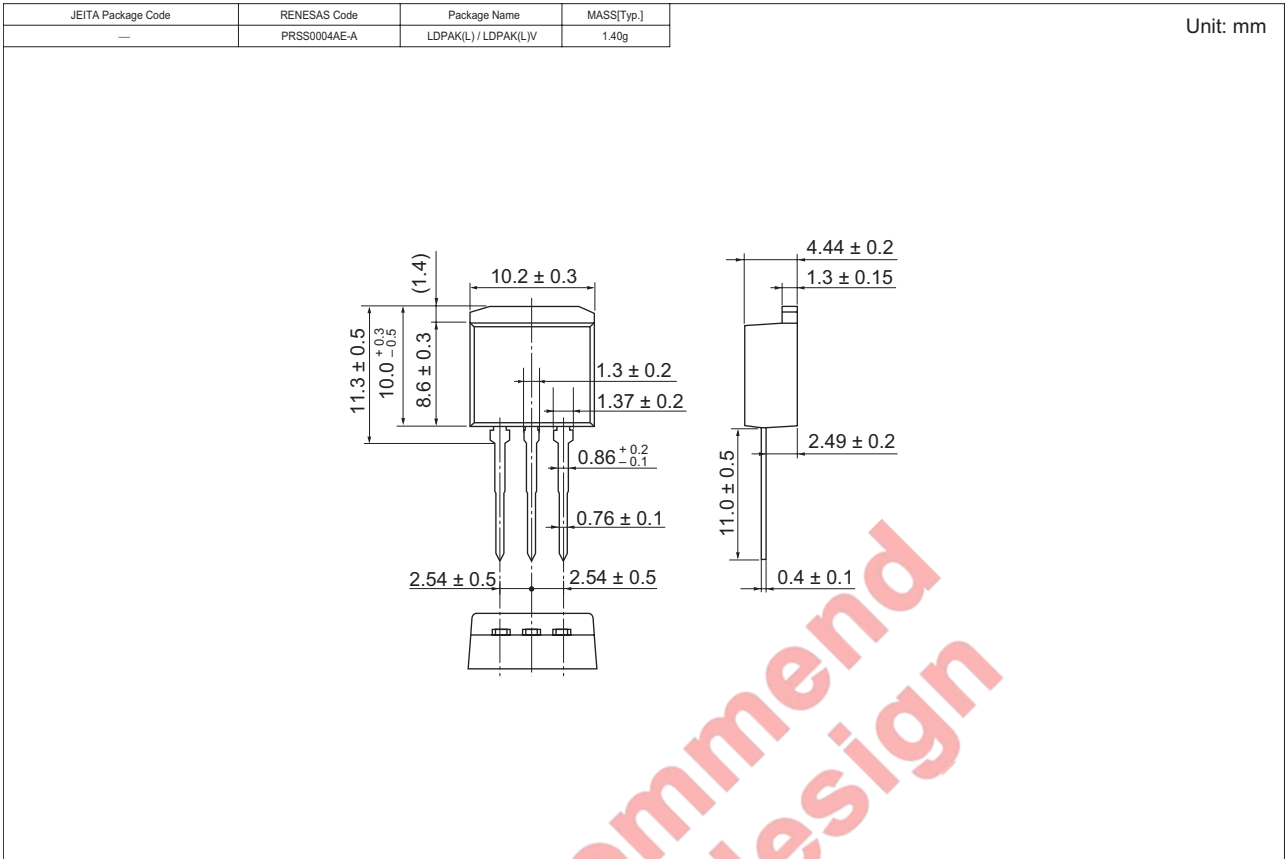 JEITA Package Code RENESAS Code Package Name MASS[Typ.]
— PRSS0004AE-A LDPAK(L) / LDPAK(L)V 1.40g
Unit: mm
(1.4)
10.2 ± 0.3
4.44 ± 0.2
1.3 ± 0.15
11.3 ± 0.5
10.0 + 0.3 – 0.5
8.6 ± 0.3
1.3 ± 0.2
1.37 ± 0.2
0.86 + 0.2 – 0.1
2.49 ± 0.2
11.0 ± 0.5
0.76 ± 0.1
2.54 ± 0.5
2.54 ± 0.5
0.4 ± 0.1
ommend
design